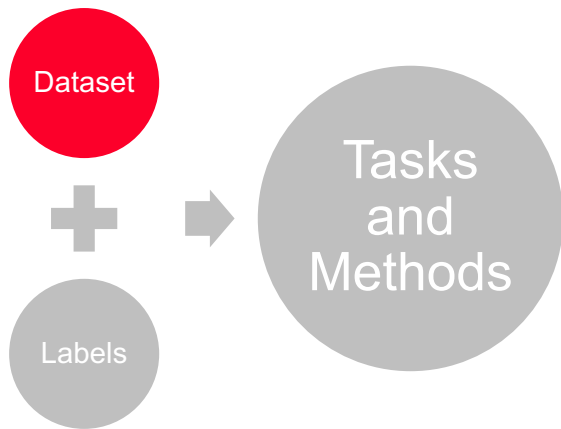 Dataset
Labels
Tasks
and
Methods